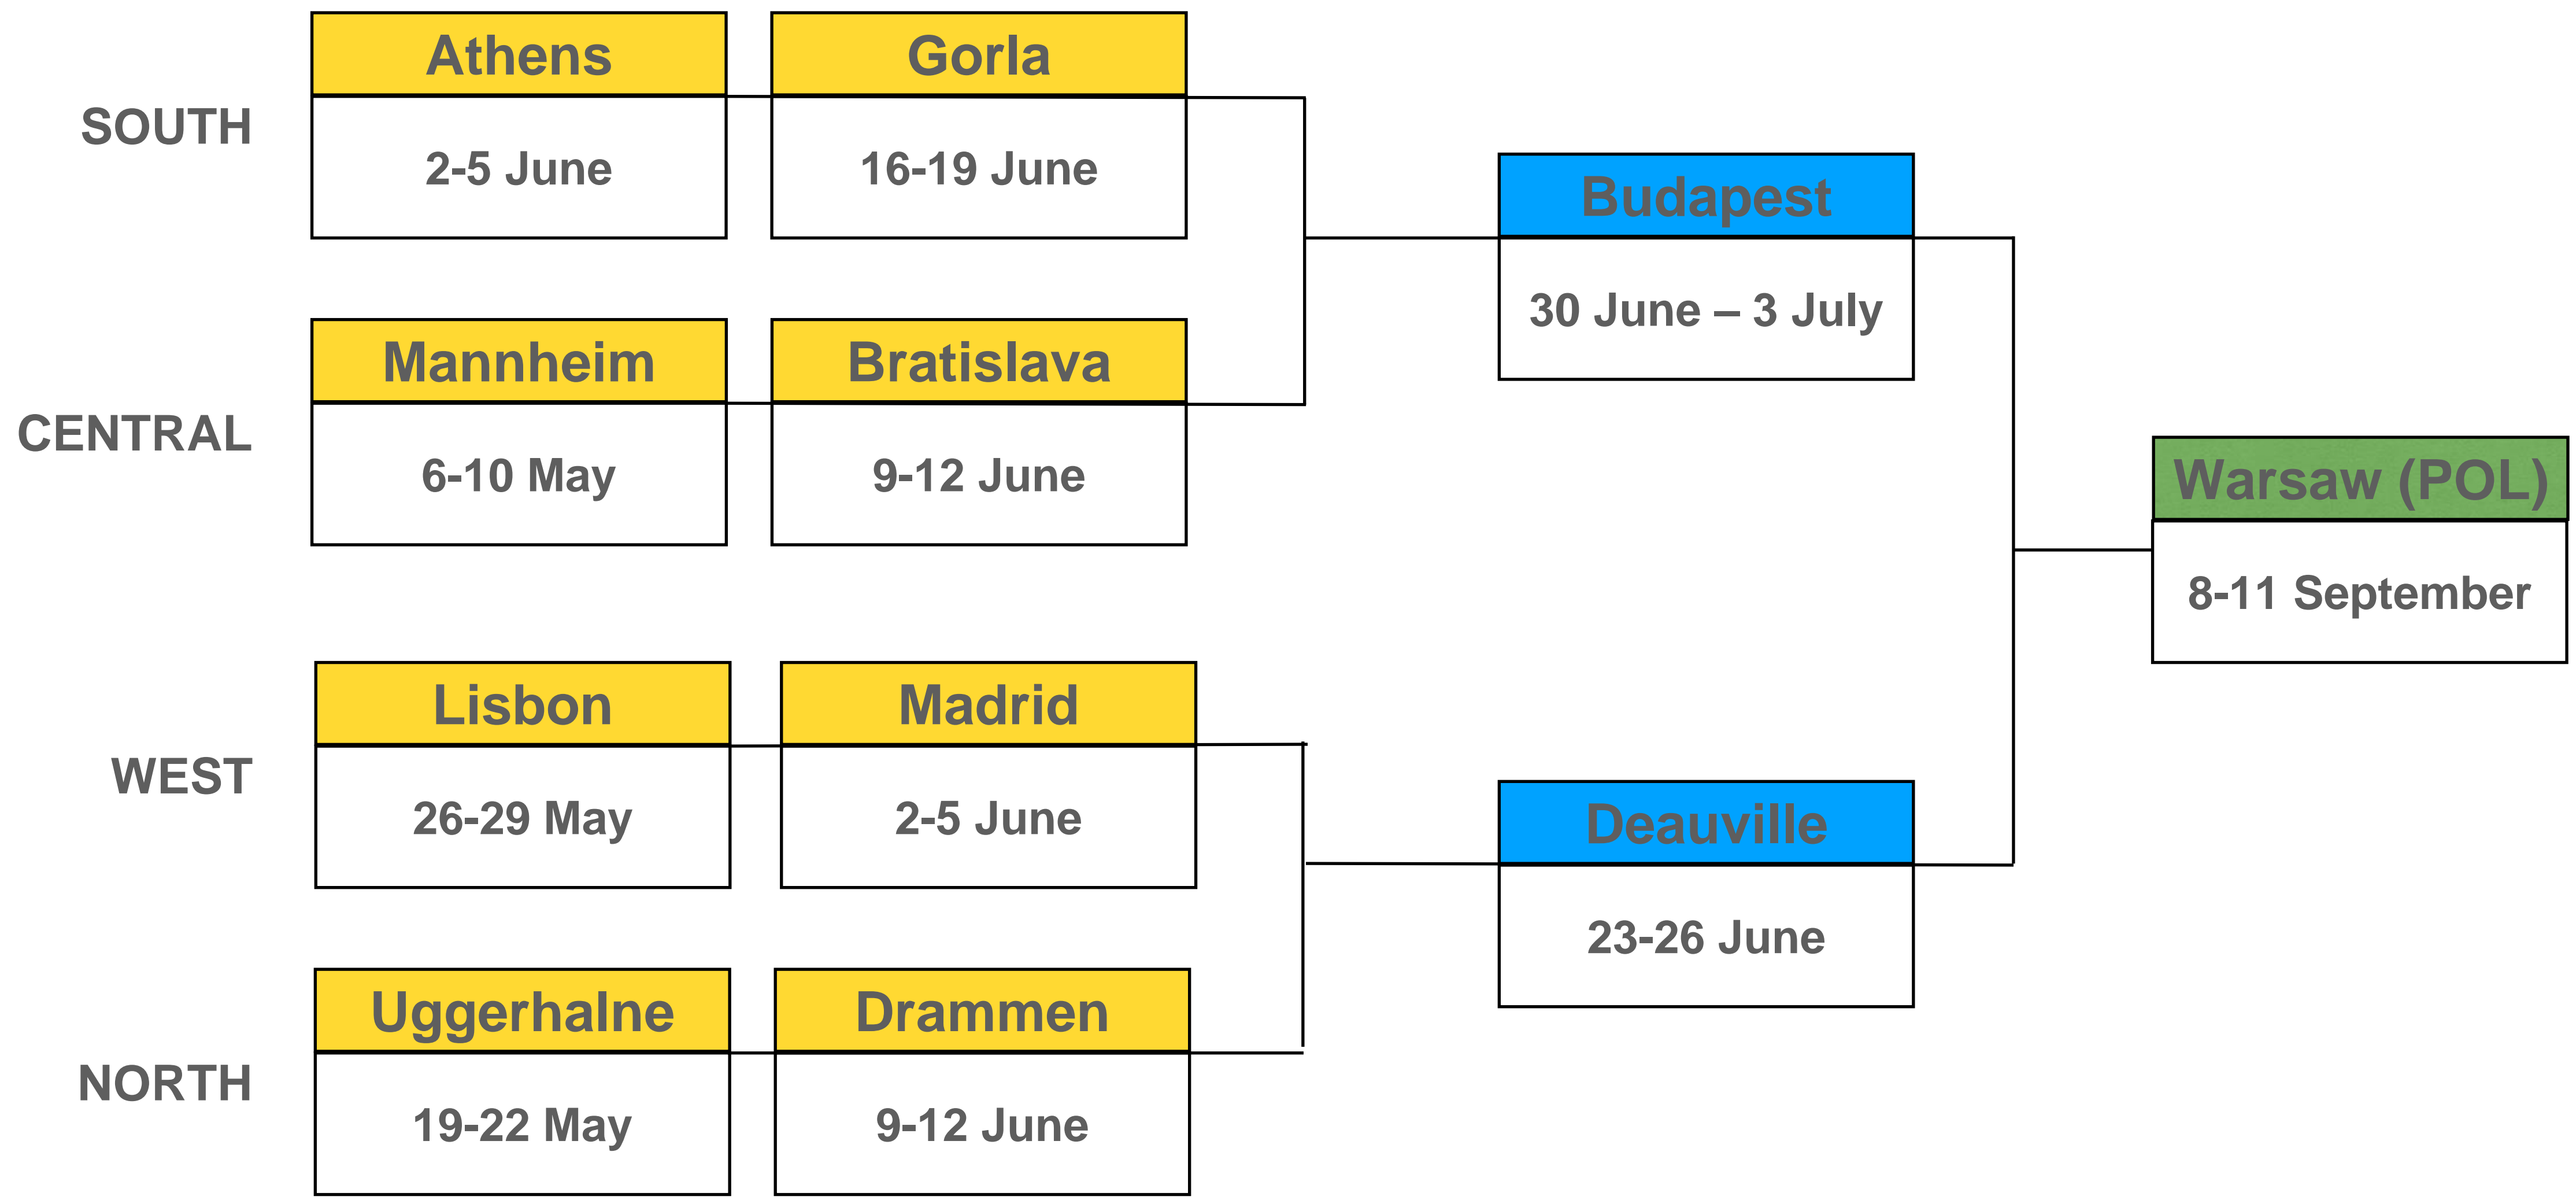 SOUTH
Athens
2-5 June
Gorla
16-19 June
CENTRAL
Mannheim
6-10 May
Bratislava
9-12 June
Budapest
30 June – 3 July
WEST
Lisbon
26-29 May
Madrid
2-5 June
NORTH
Uggerhalne
19-22 May
Drammen
9-12 June
Deauville
23-26 June
Warsaw (POL)
8-11 September